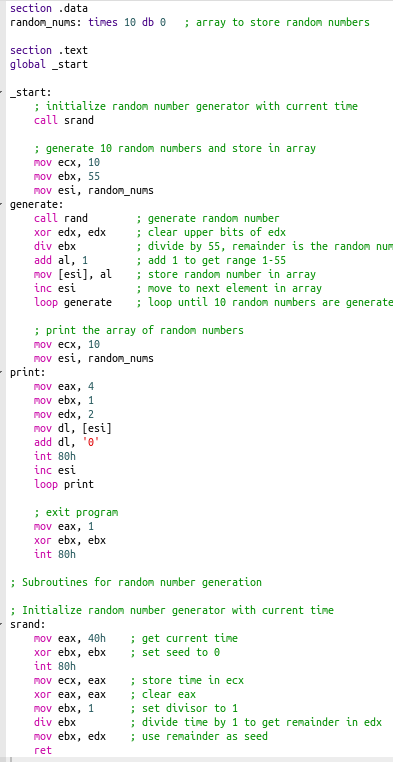 section .data
random_nums: times 10 db 0   ; array to store random numbers
section .text
global _start
_start:
    ; initialize random number generator with current time
    call srand
    ; generate 10 random numbers and store in array
    mov ecx, 10
    mov ebx, 55
    mov esi, random_nums
generate:
    call rand        ; generate random number
    xor edx, edx     ; clear upper bits of edx
    div ebx          ; divide by 55, remainder is the random num
    add al, 1        ; add 1 to get range 1-55
    mov [esi], al    ; store random number in array
    inc esi          ; move to next element in array
    loop generate    ; loop until 10 random numbers are generate
    ; print the array of random numbers
    mov ecx, 10
    mov esi, random_nums
print:
    mov eax, 4
    mov ebx, 1
    mov edx, 2
    mov dl, [esi]
    add dl, '0'
    int 80h
    inc esi
    loop print
    ; exit program
    mov eax, 1
    xor ebx, ebx
    int 80h
; Subroutines for random number generation
; Initialize random number generator with current time
srand:
    mov eax, 40h    ; get current time
    xor ebx, ebx    ; set seed to 0
    int 80h
    mov ecx, eax    ; store time in ecx
    xor eax, eax    ; clear eax
    mov ebx, 1      ; set divisor to 1
    div ebx         ; divide time by 1 to get remainder in edx
    mov ebx, edx    ; use remainder as seed
    ret